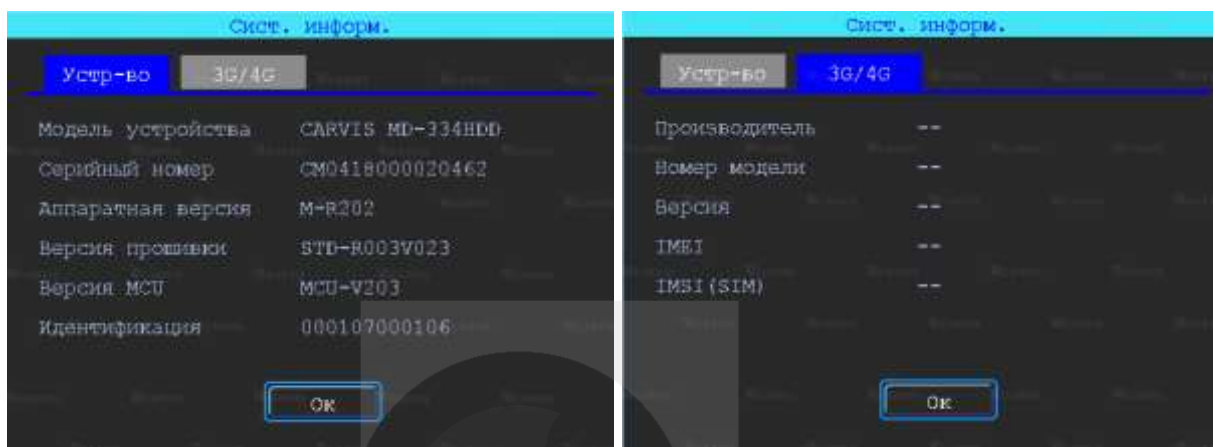 Сист. информ.
Устр-во 3G/4G
Модель устройства CARVIS MD-334HDD
Серийный номер CM0418000020462
Аппаратная версия M-R202
Версия прошивки STD-R003V023
Версия MCU MCU-V203
Идентификация 000107000106
Ок
Сист. информ.
Устр-во 3G/4G
Производитель --
Номер модели --
Версия --
IMEI --
IMSI(SIM) --
Ок